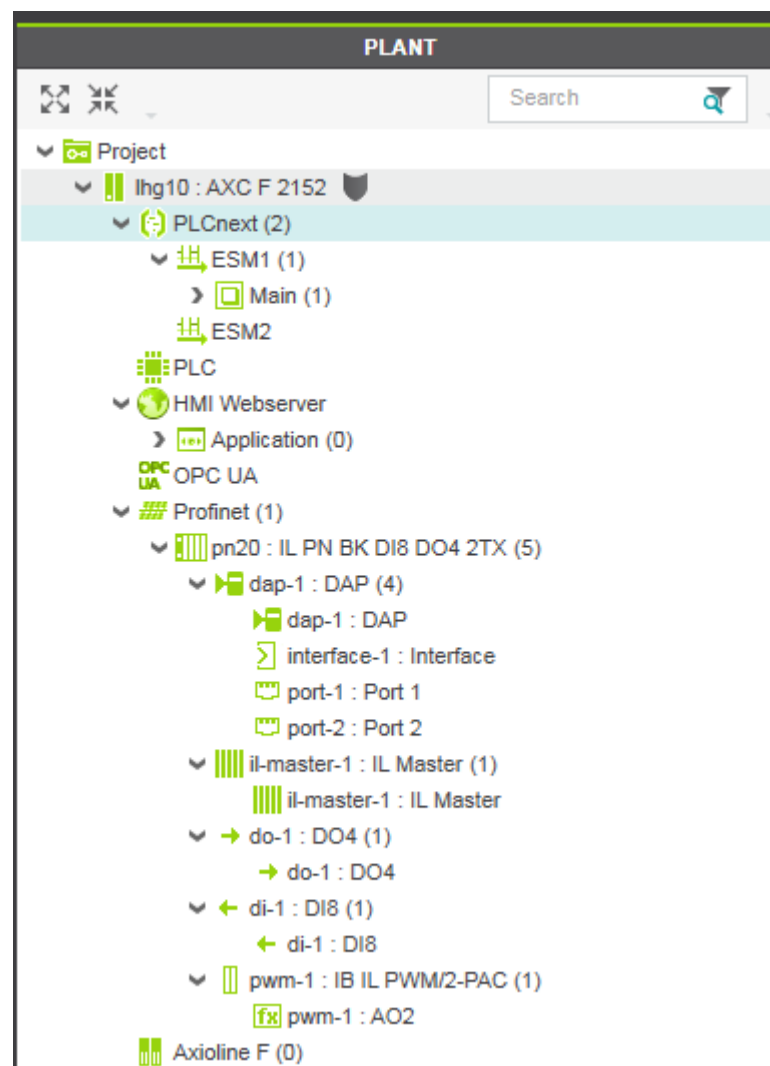 PLANT
Search
Project
lhg10 : AXC F 2152
PLCnext (2)
ESM1 (1)
Main (1)
ESM2
PLC
HMI Webserver
Application (0)
OPC UA OPC UA
Profinet (1)
pn20 : IL PN BK DI8 DO4 2TX (5)
dap-1 : DAP (4)
dap-1 : DAP
interface-1 : Interface
port-1 : Port 1
port-2 : Port 2
il-master-1 : IL Master (1)
il-master-1 : IL Master
do-1 : DO4 (1)
do-1 : DO4
di-1 : DI8 (1)
di-1 : DI8
pwm-1 : IB IL PWM/2-PAC (1)
fx pwm-1 : AO2
Axioline F (0)